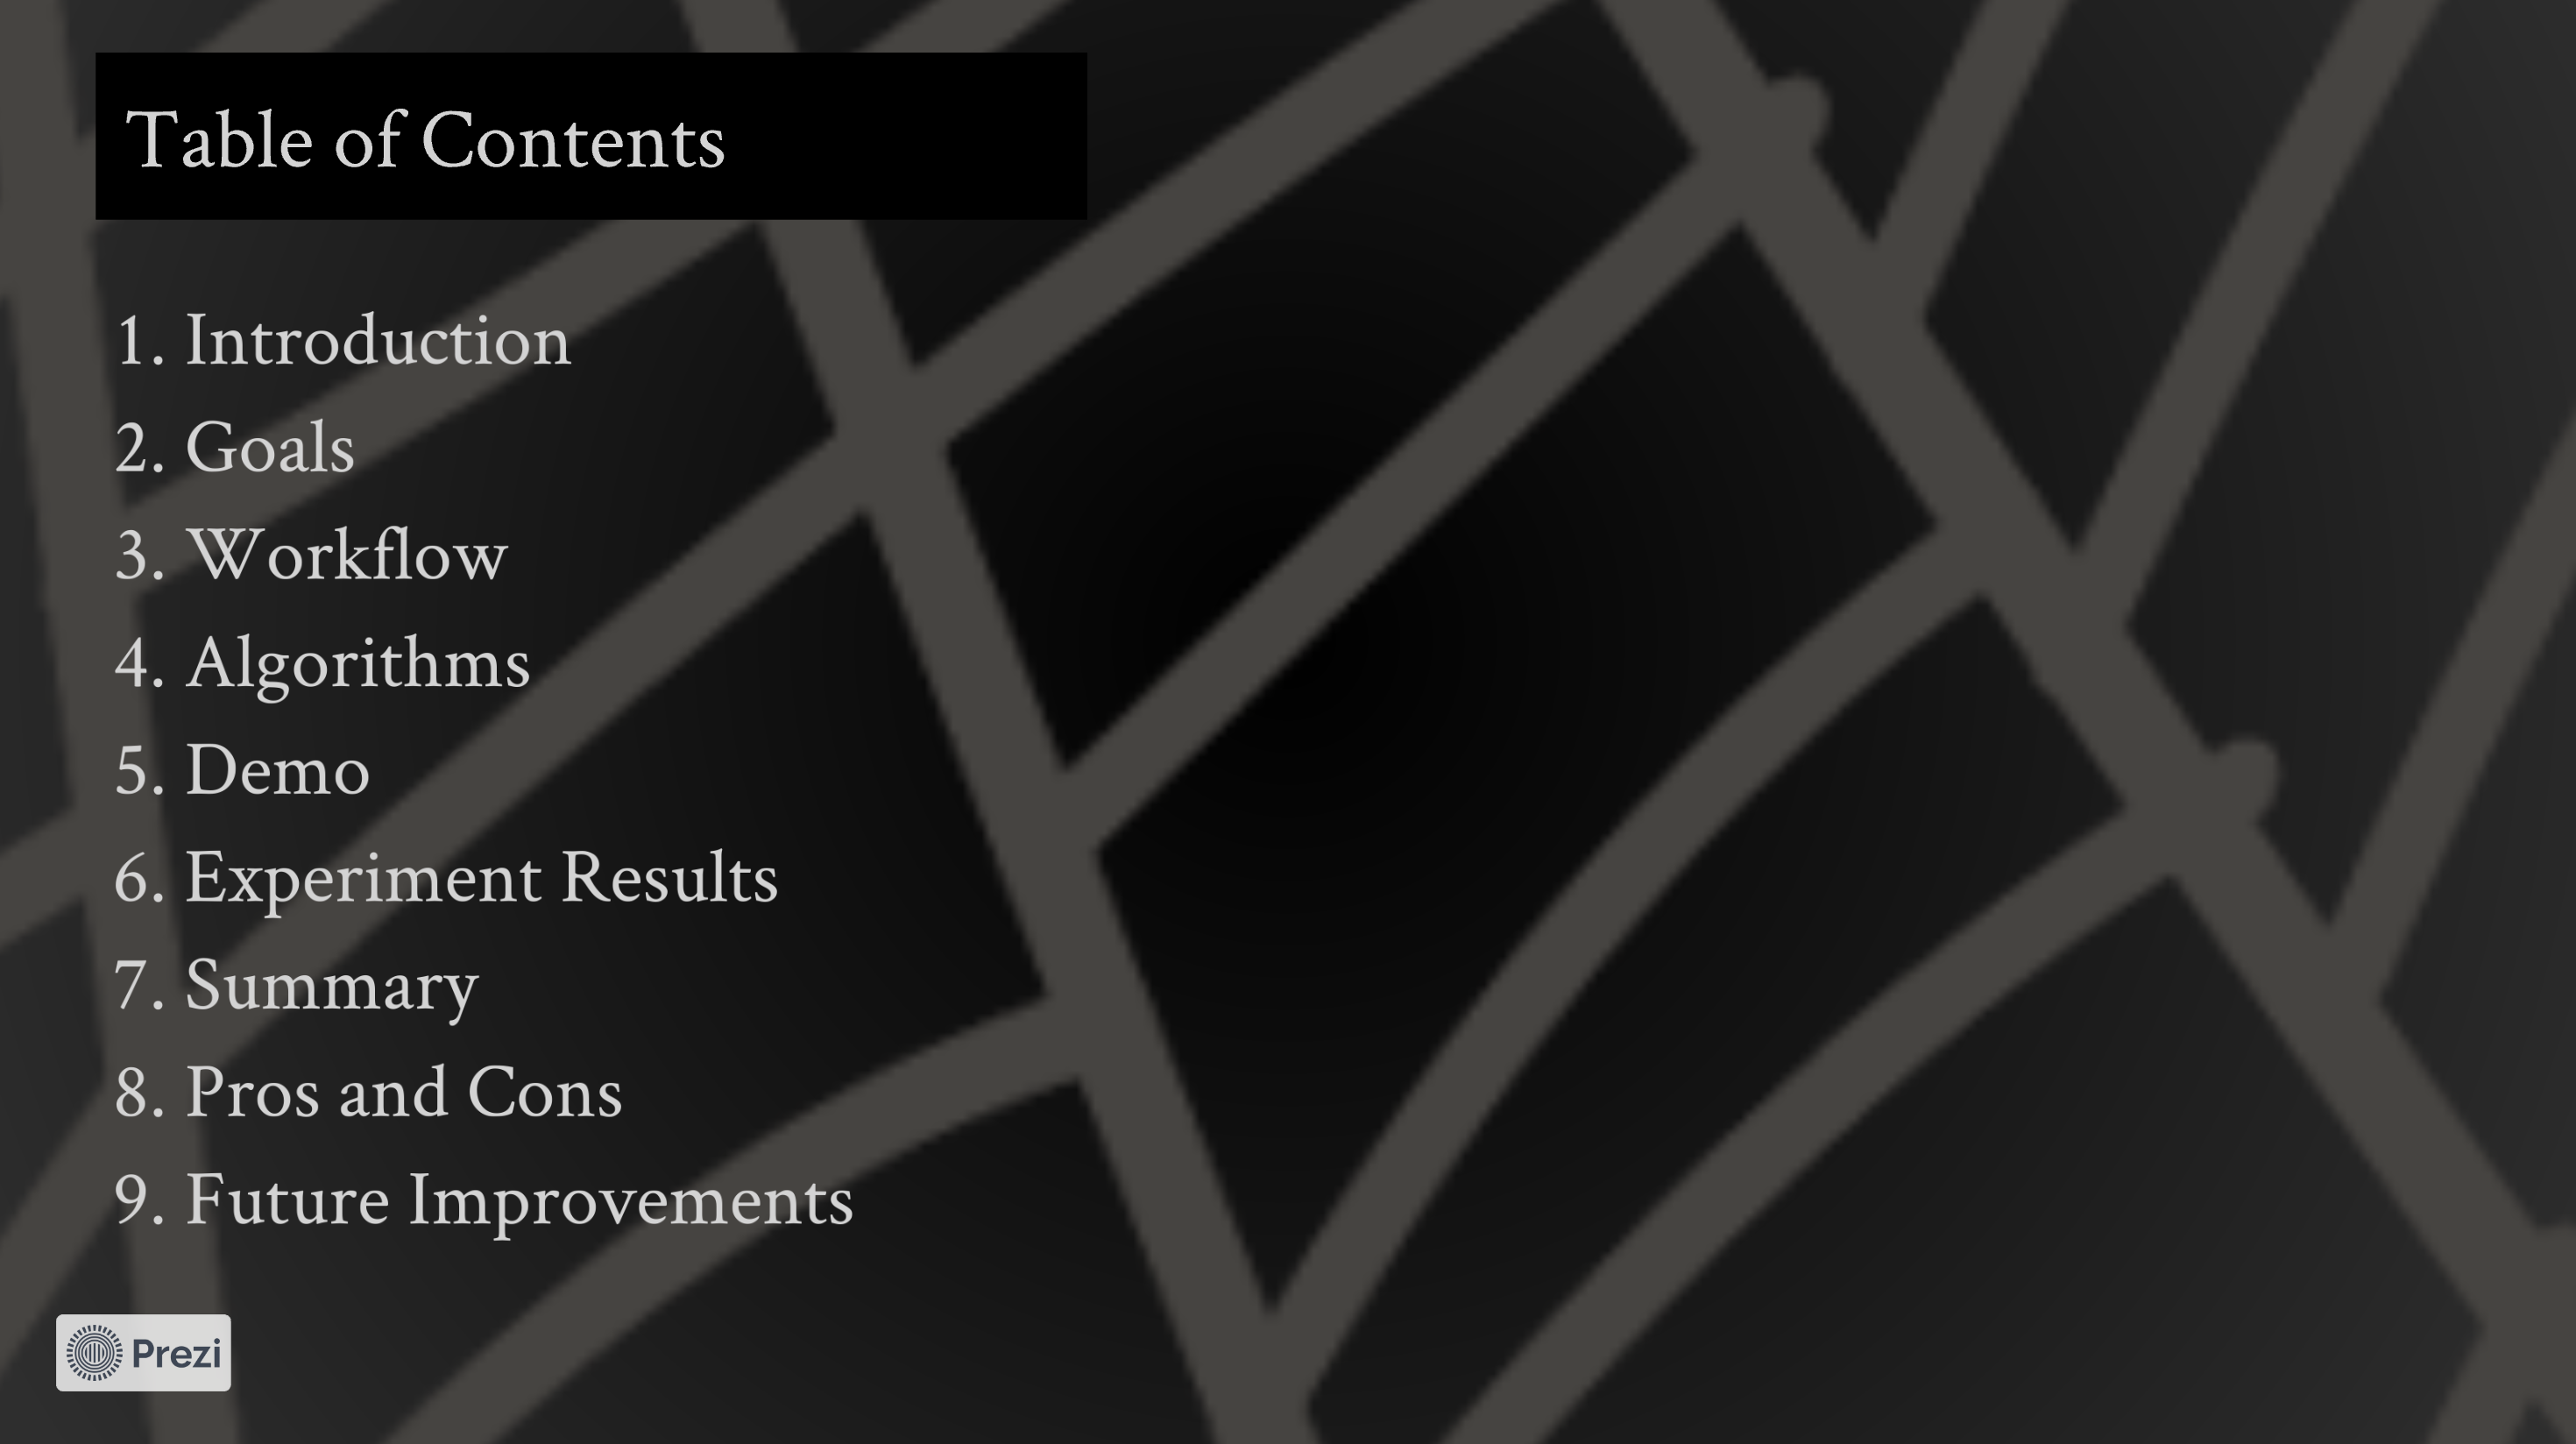 Table of Contents
1. Introduction
2. Goals
3. Workflow
4. Algorithms
5. Demo
6. Experiment Results
7. Summary
8. Pros and Cons
9. Future Improvements
Prezi